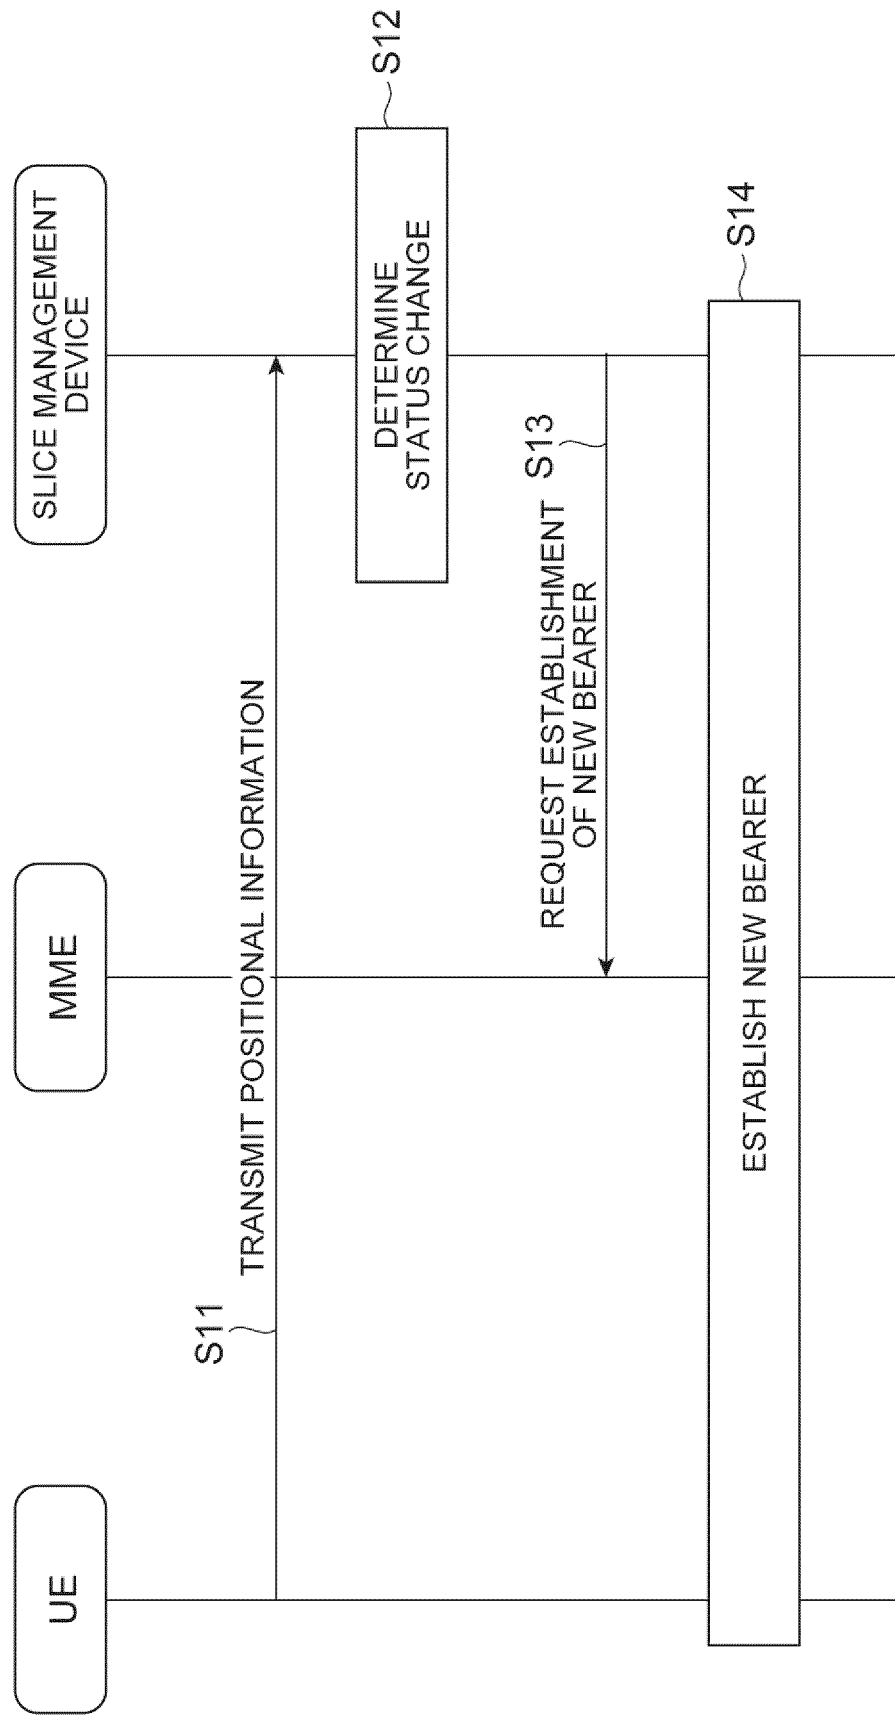 UE
MME
SLICE MANAGEMENT
DEVICE
S11
TRANSMIT POSITIONAL INFORMATION
DETERMINE
STATUS CHANGE
S12
REQUEST ESTABLISHMENT
OF NEW BEARER
S13
ESTABLISH NEW BEARER
S14